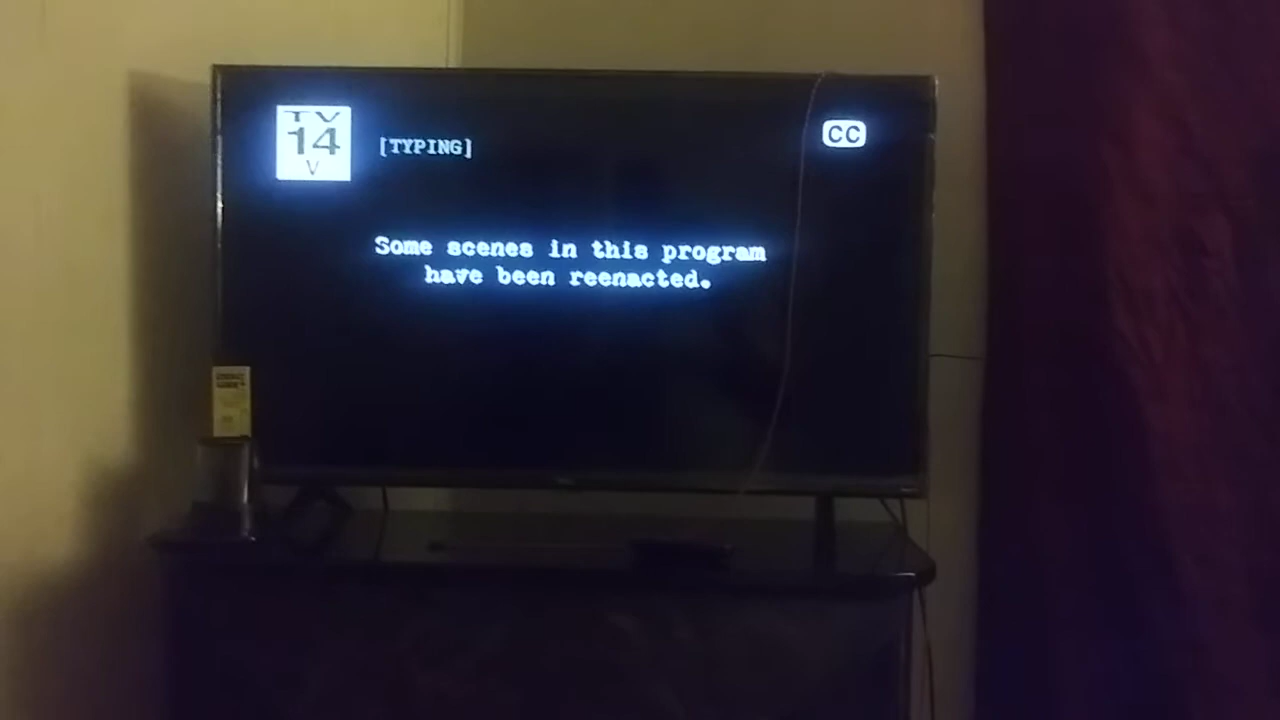 TV
14
V
[TYPING]
CC
Some scenes in this program
have been reenacted.